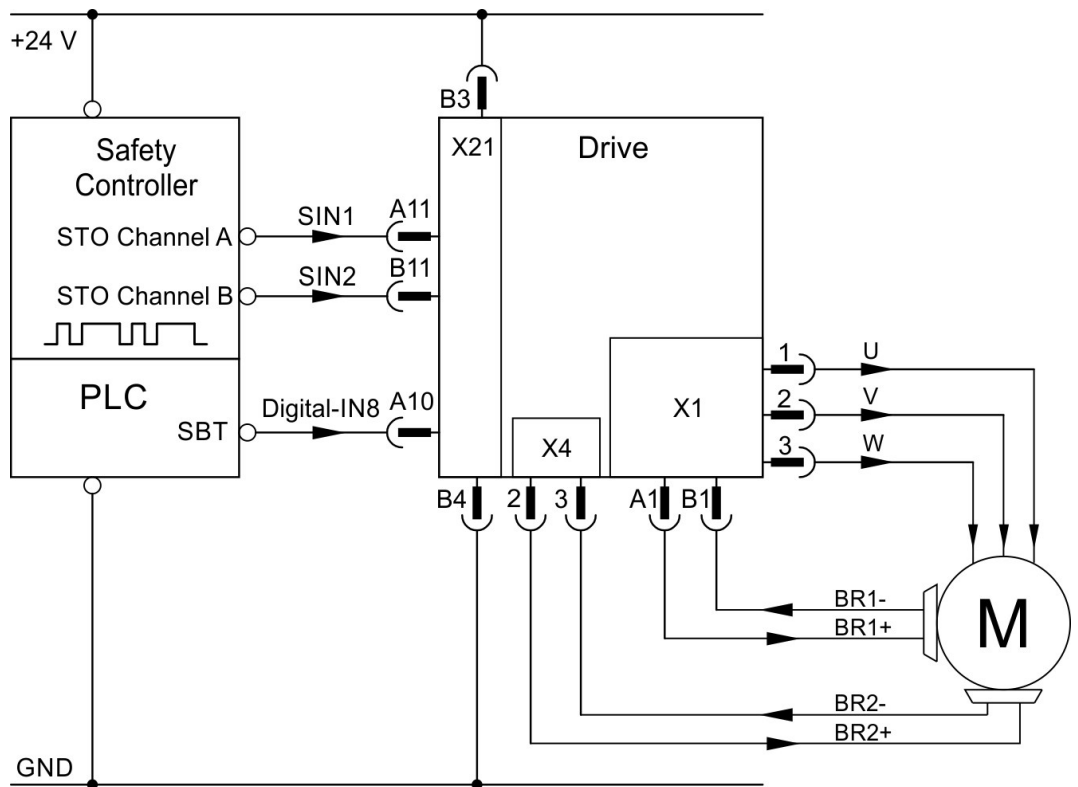 +24 V
B3
Safety
Controller
X21
Drive
STO Channel A
SIN1
A11
STO Channel B
SIN2
B11
PLC
SBT
Digital-IN8
A10
X4
X1
1
U
2
V
3
W
B4
2
3
A1
B1
M
BR1-
BR1+
BR2-
BR2+
GND